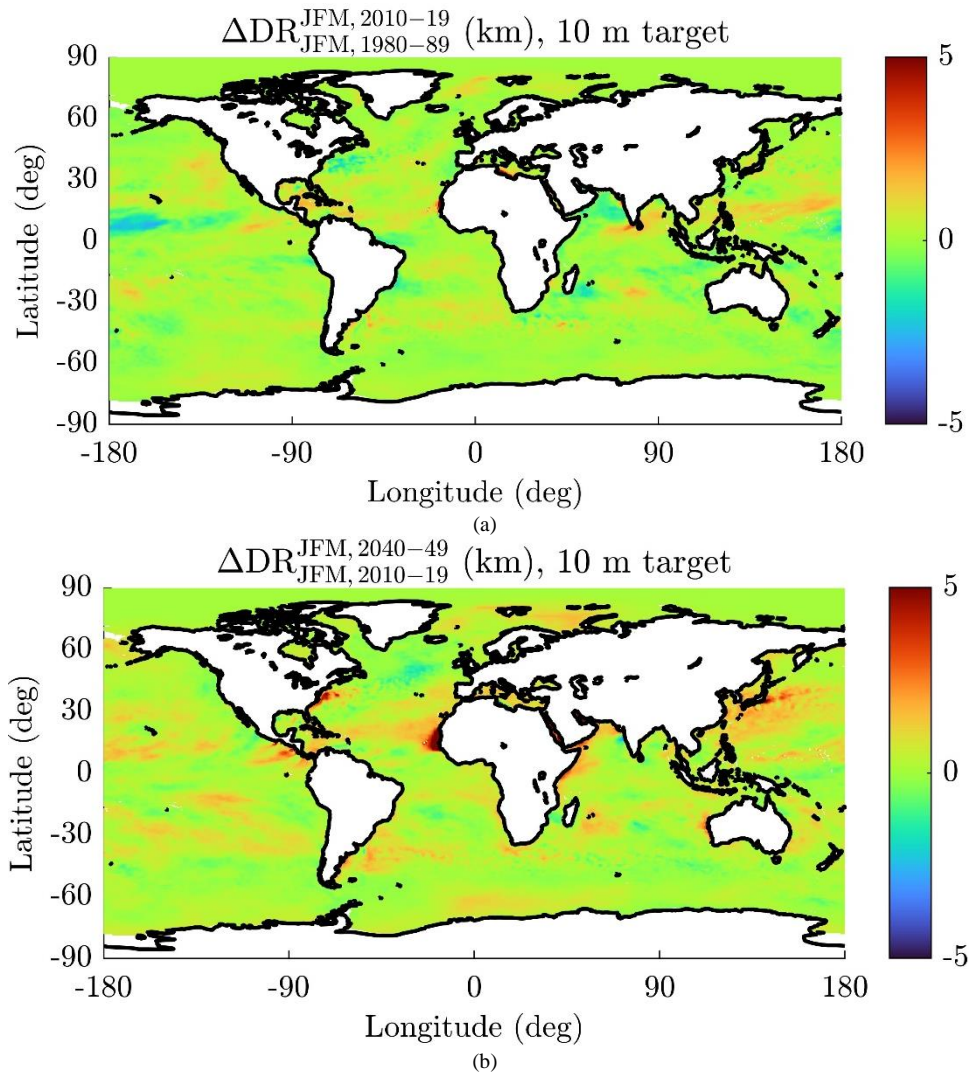 ΔDR^{JFM, 2010−19}_{JFM, 1980−89} (km), 10 m target
90
60
30
0
-30
-60
-90
Latitude (deg)
-180 -90 0 90 180
Longitude (deg)
5
-5
(a)
ΔDR^{JFM, 2040−49}_{JFM, 2010−19} (km), 10 m target
90
60
30
0
-30
-60
-90
Latitude (deg)
-180 -90 0 90 180
Longitude (deg)
5
-5
(b)